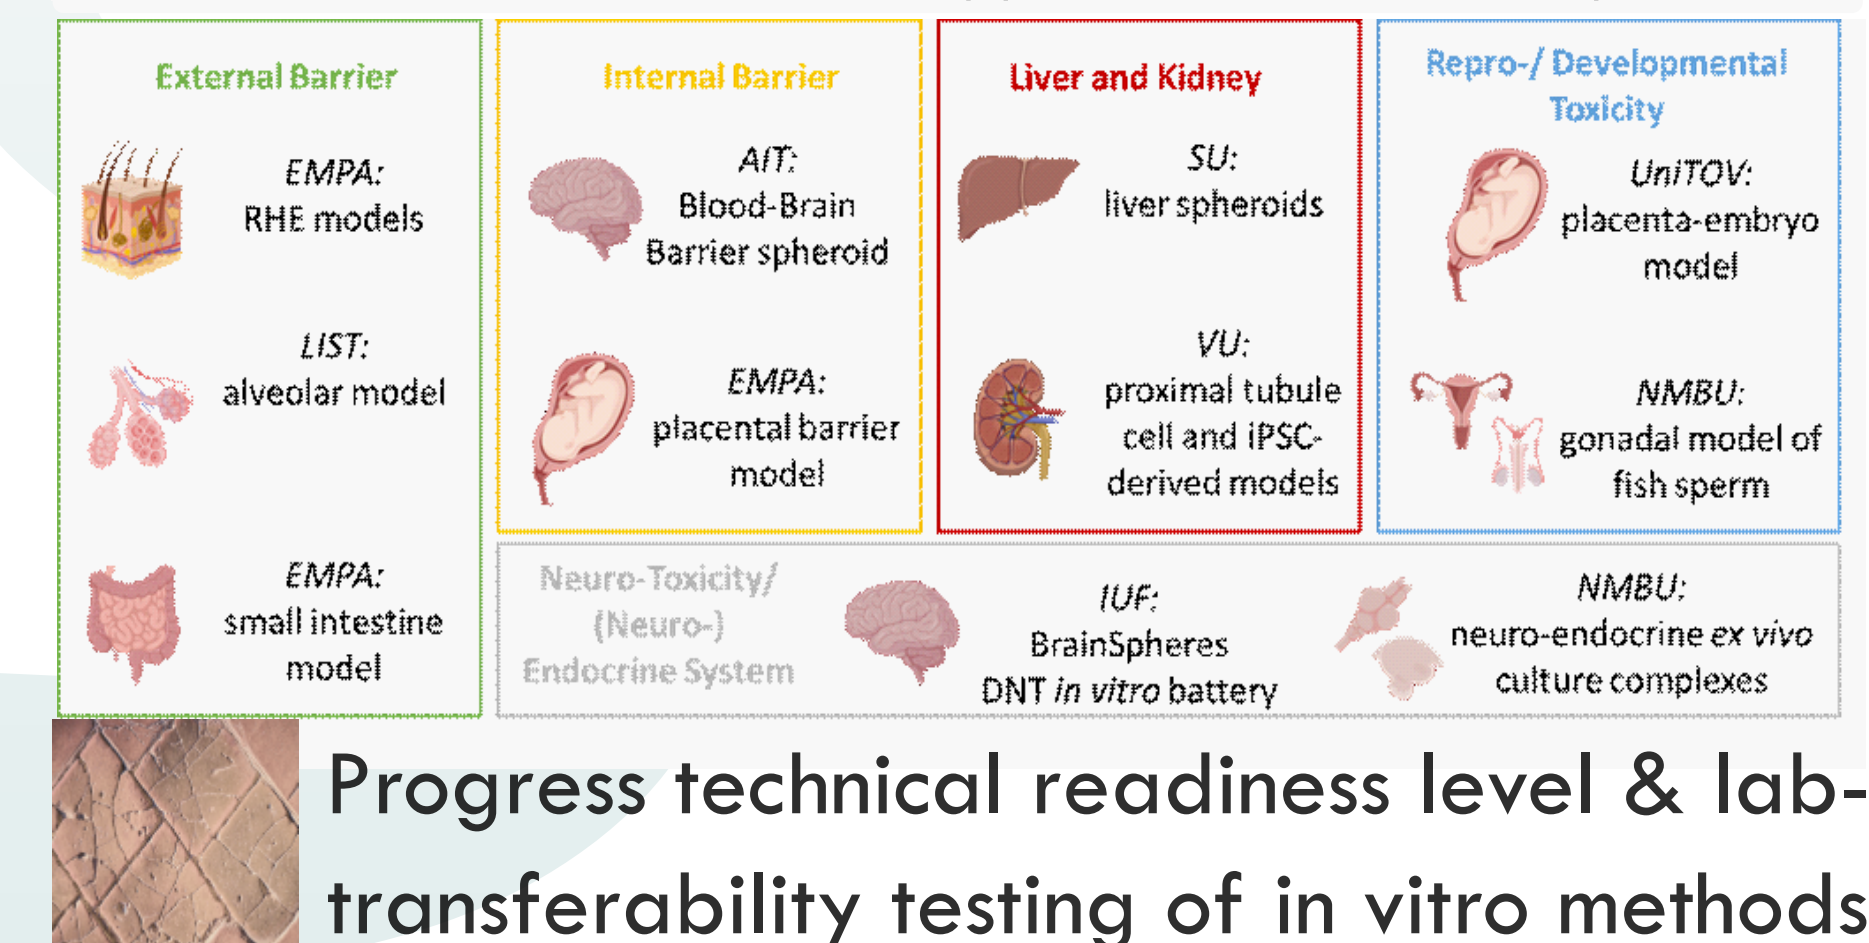 External Barrier
EMPA:
RHE models
LIST:
alveolar model
EMPA:
small intestine
model
Internal Barrier
AIT:
Blood-Brain
Barrier spheroid
EMPA:
placental barrier
model
Liver and Kidney
SU:
liver spheroids
VU:
proximal tubule
cell and iPSC-
derived models
Repro-/ Developmental
Toxicity
UniTOV:
placenta-embryo
model
NMBU:
gonadal model of
fish sperm
Neuro-Toxicity/
(Neuro-)
Endocrine System
IUF:
BrainSpheres
DNT in vitro battery
NMBU:
neuro-endocrine ex vivo
culture complexes
Progress technical readiness level & lab-
transferability testing of in vitro methods